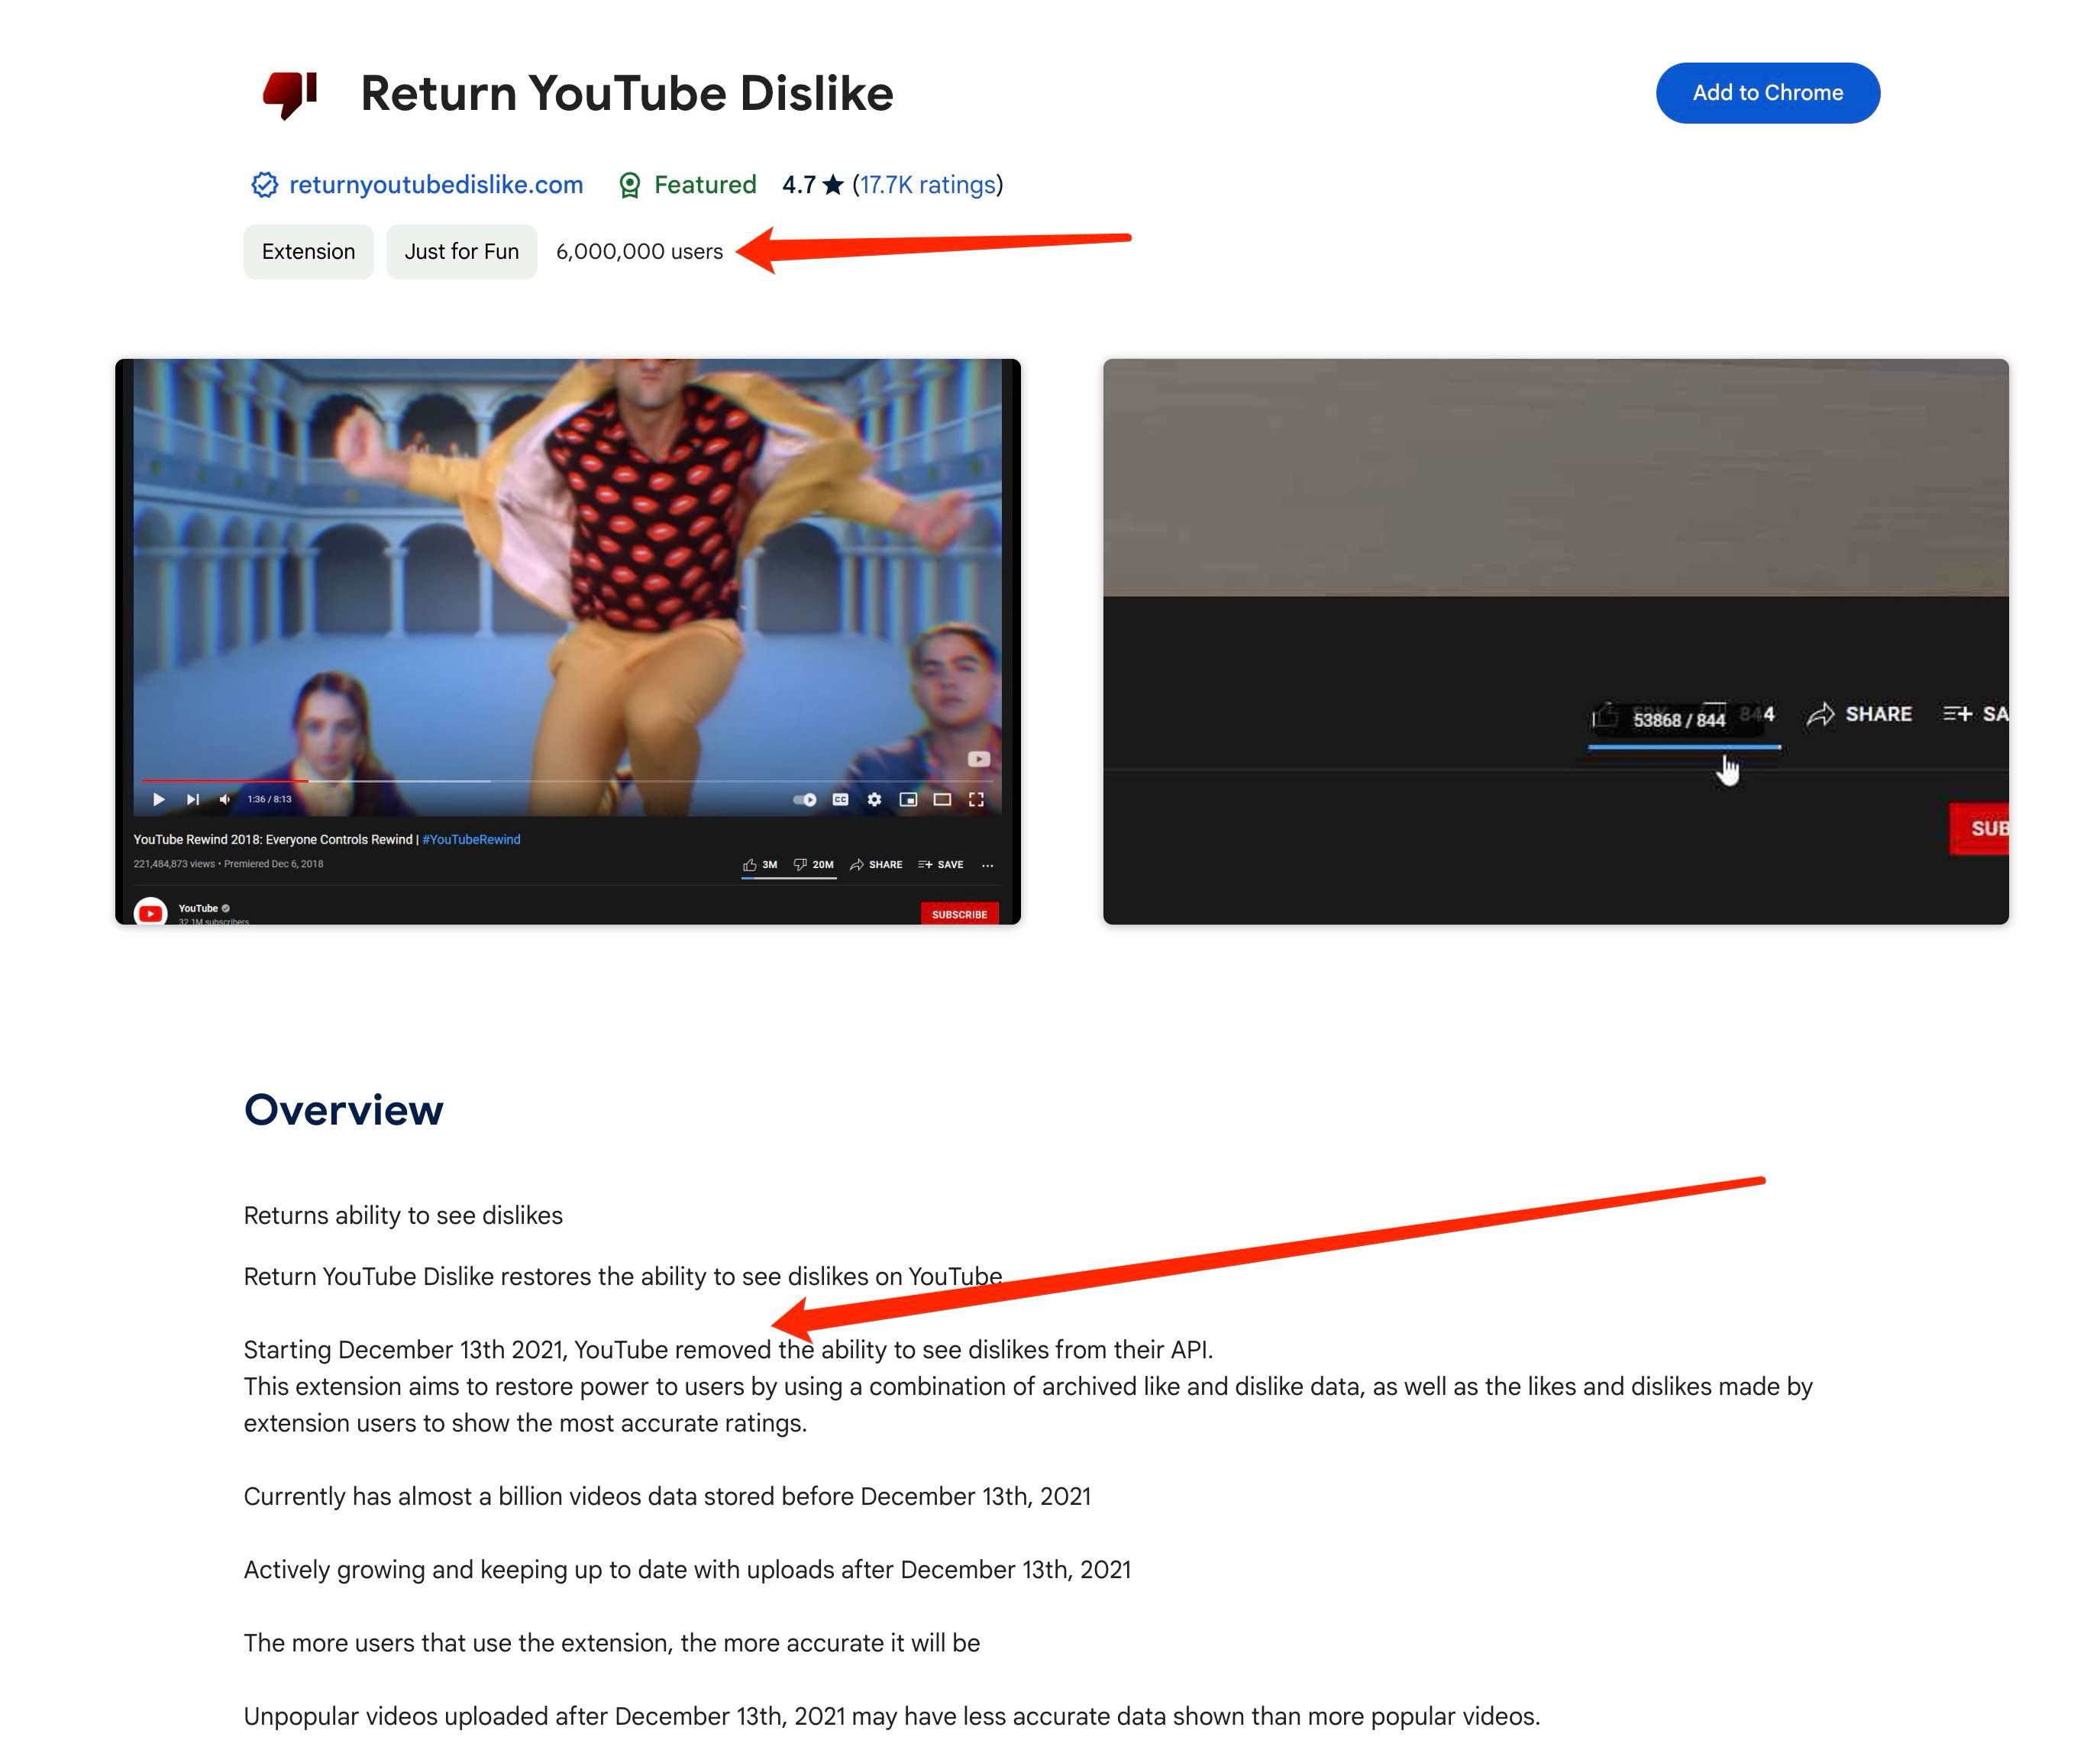 Return YouTube Dislike
Add to Chrome
returnyoutubedislike.com Featured 4.7 ★ (17.7K ratings)
Extension Just for Fun 6,000,000 users
1:36 / 8:13
CC
YouTube Rewind 2018: Everyone Controls Rewind | #YouTubeRewind
221,484,873 views • Premiered Dec 6, 2018
3M 20M SHARE SAVE ...
YouTube
32.1M subscribers
SUBSCRIBE
53868 / 844
844 SHARE SA
SUB
Overview
Returns ability to see dislikes
Return YouTube Dislike restores the ability to see dislikes on YouTube
Starting December 13th 2021, YouTube removed the ability to see dislikes from their API.
This extension aims to restore power to users by using a combination of archived like and dislike data, as well as the likes and dislikes made by
extension users to show the most accurate ratings.
Currently has almost a billion videos data stored before December 13th, 2021
Actively growing and keeping up to date with uploads after December 13th, 2021
The more users that use the extension, the more accurate it will be
Unpopular videos uploaded after December 13th, 2021 may have less accurate data shown than more popular videos.